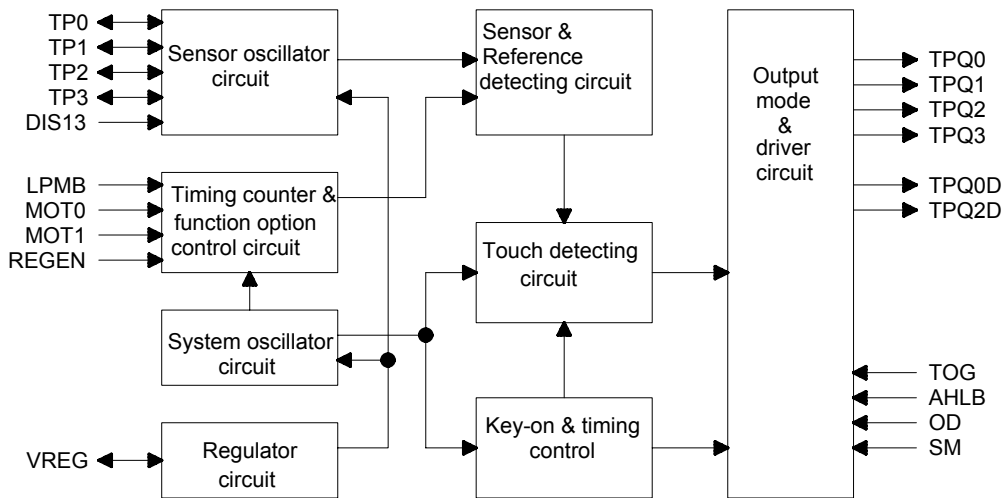 TP0
TP1
TP2
TP3
DIS13
Sensor oscillator
circuit
Sensor &
Reference
detecting circuit
Output
mode
&
driver
circuit
TPQ0
TPQ1
TPQ2
TPQ3
TPQ0D
TPQ2D
LPMB
MOT0
MOT1
REGEN
Timing counter &
function option
control circuit
Touch detecting
circuit
System oscillator
circuit
TOG
AHLB
OD
SM
VREG
Regulator
circuit
Key-on & timing
control